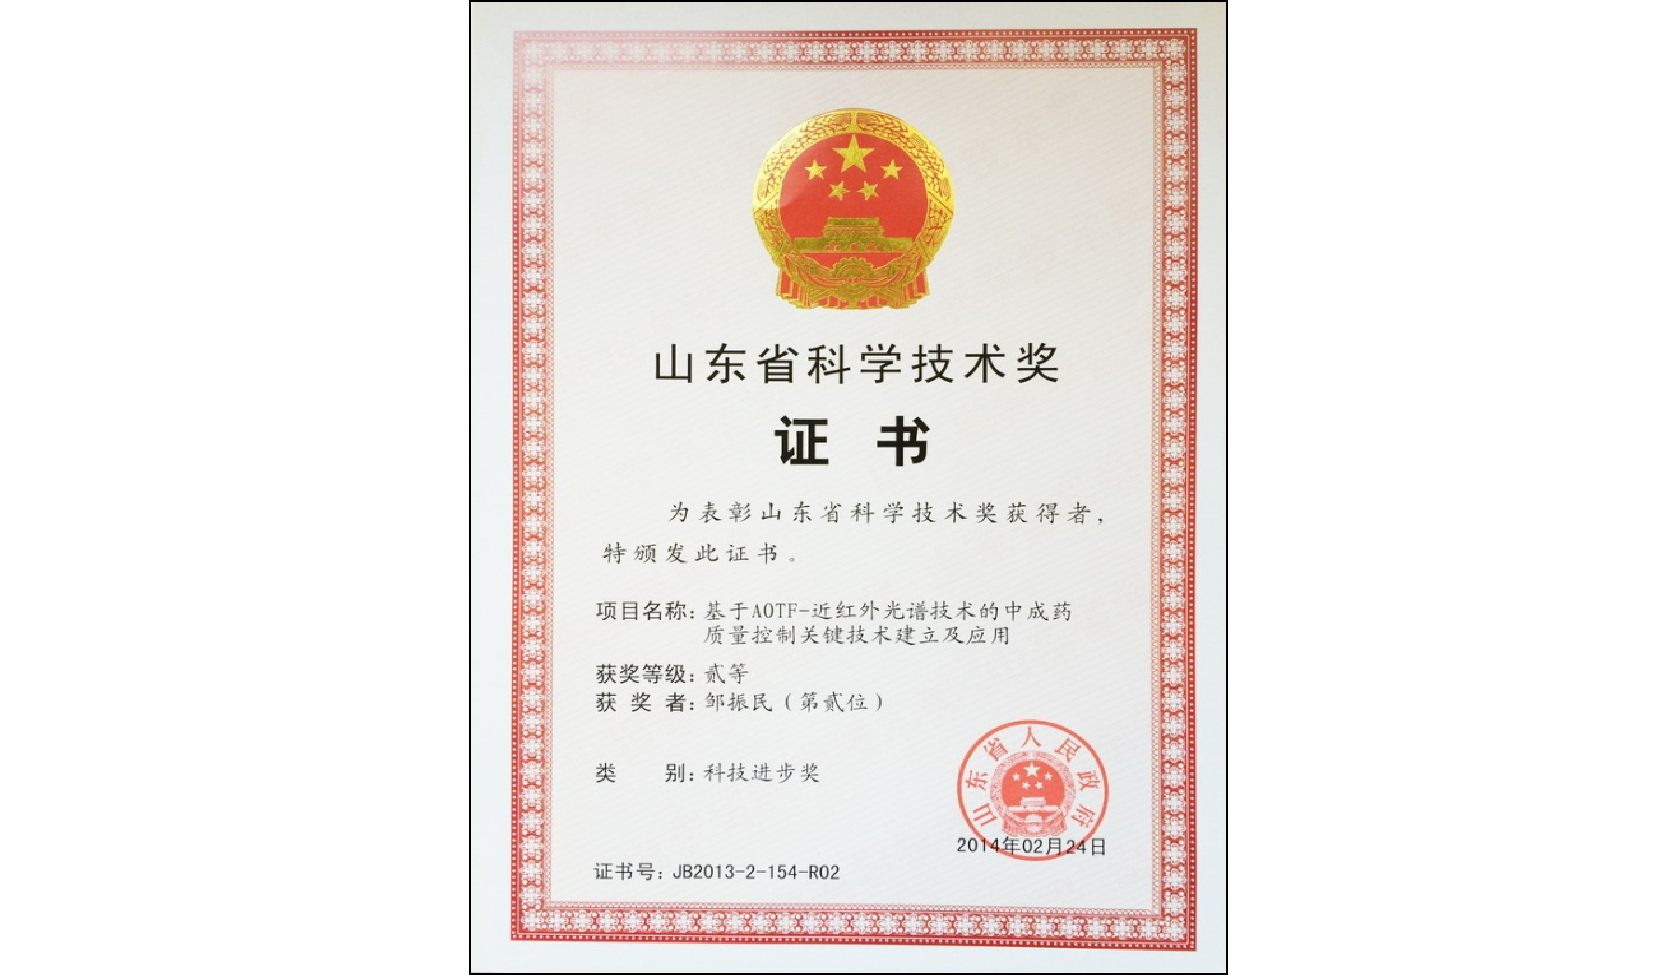 山东省科学技术奖
证 书
为表彰山东省科学技术奖获得者，
特颁发此证书。
项目名称：基于AOTF-近红外光谱技术的中成药
质量控制关键技术建立及应用
获奖等级：贰等
获 奖 者：邹振民（第贰位）
类 别：科技进步奖
山东省人民政府
2014年02月24日
证书号：JB2013-2-154-R02